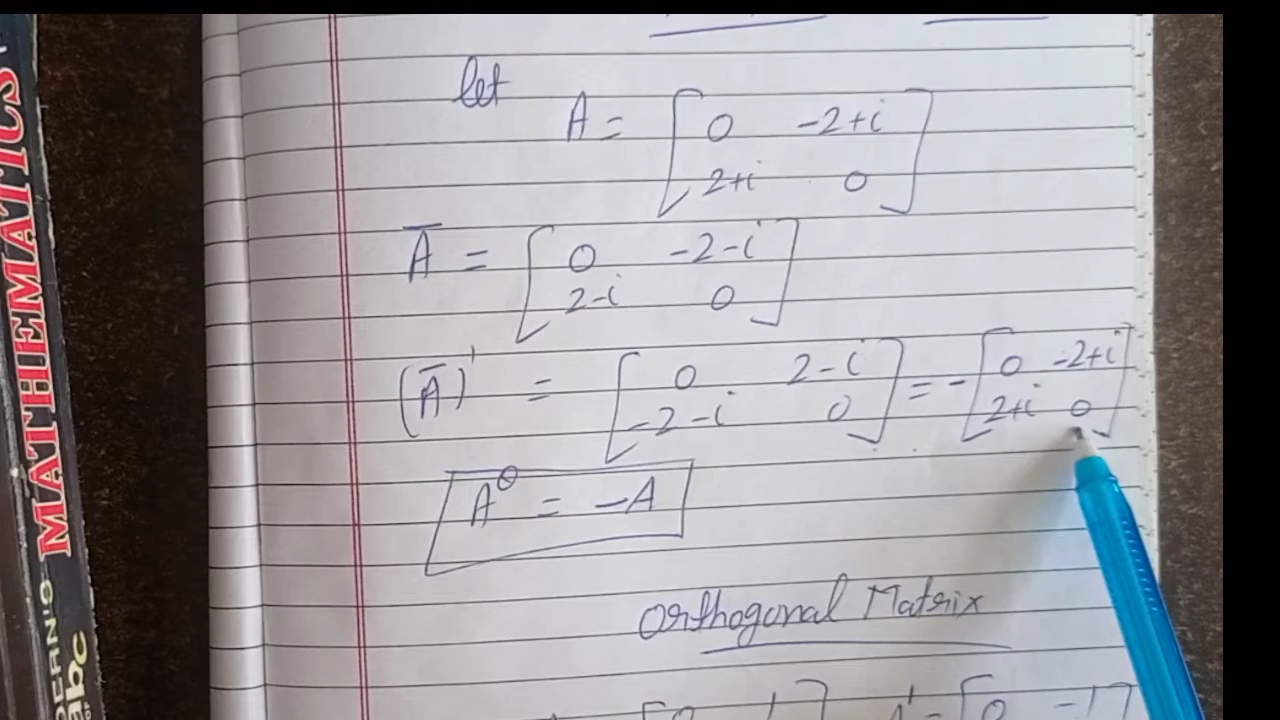 let
A = [ 0 -2+i
2+i 0 ]
A̅ = [ 0 -2-i
2-i 0 ]
(A̅)' = [ 0 2-i = - [ 0 -2+i
-2-i 0 ] 2+i 0 ]
A^θ = -A
Orthogonal Matrix
MATHEMATICS
abc